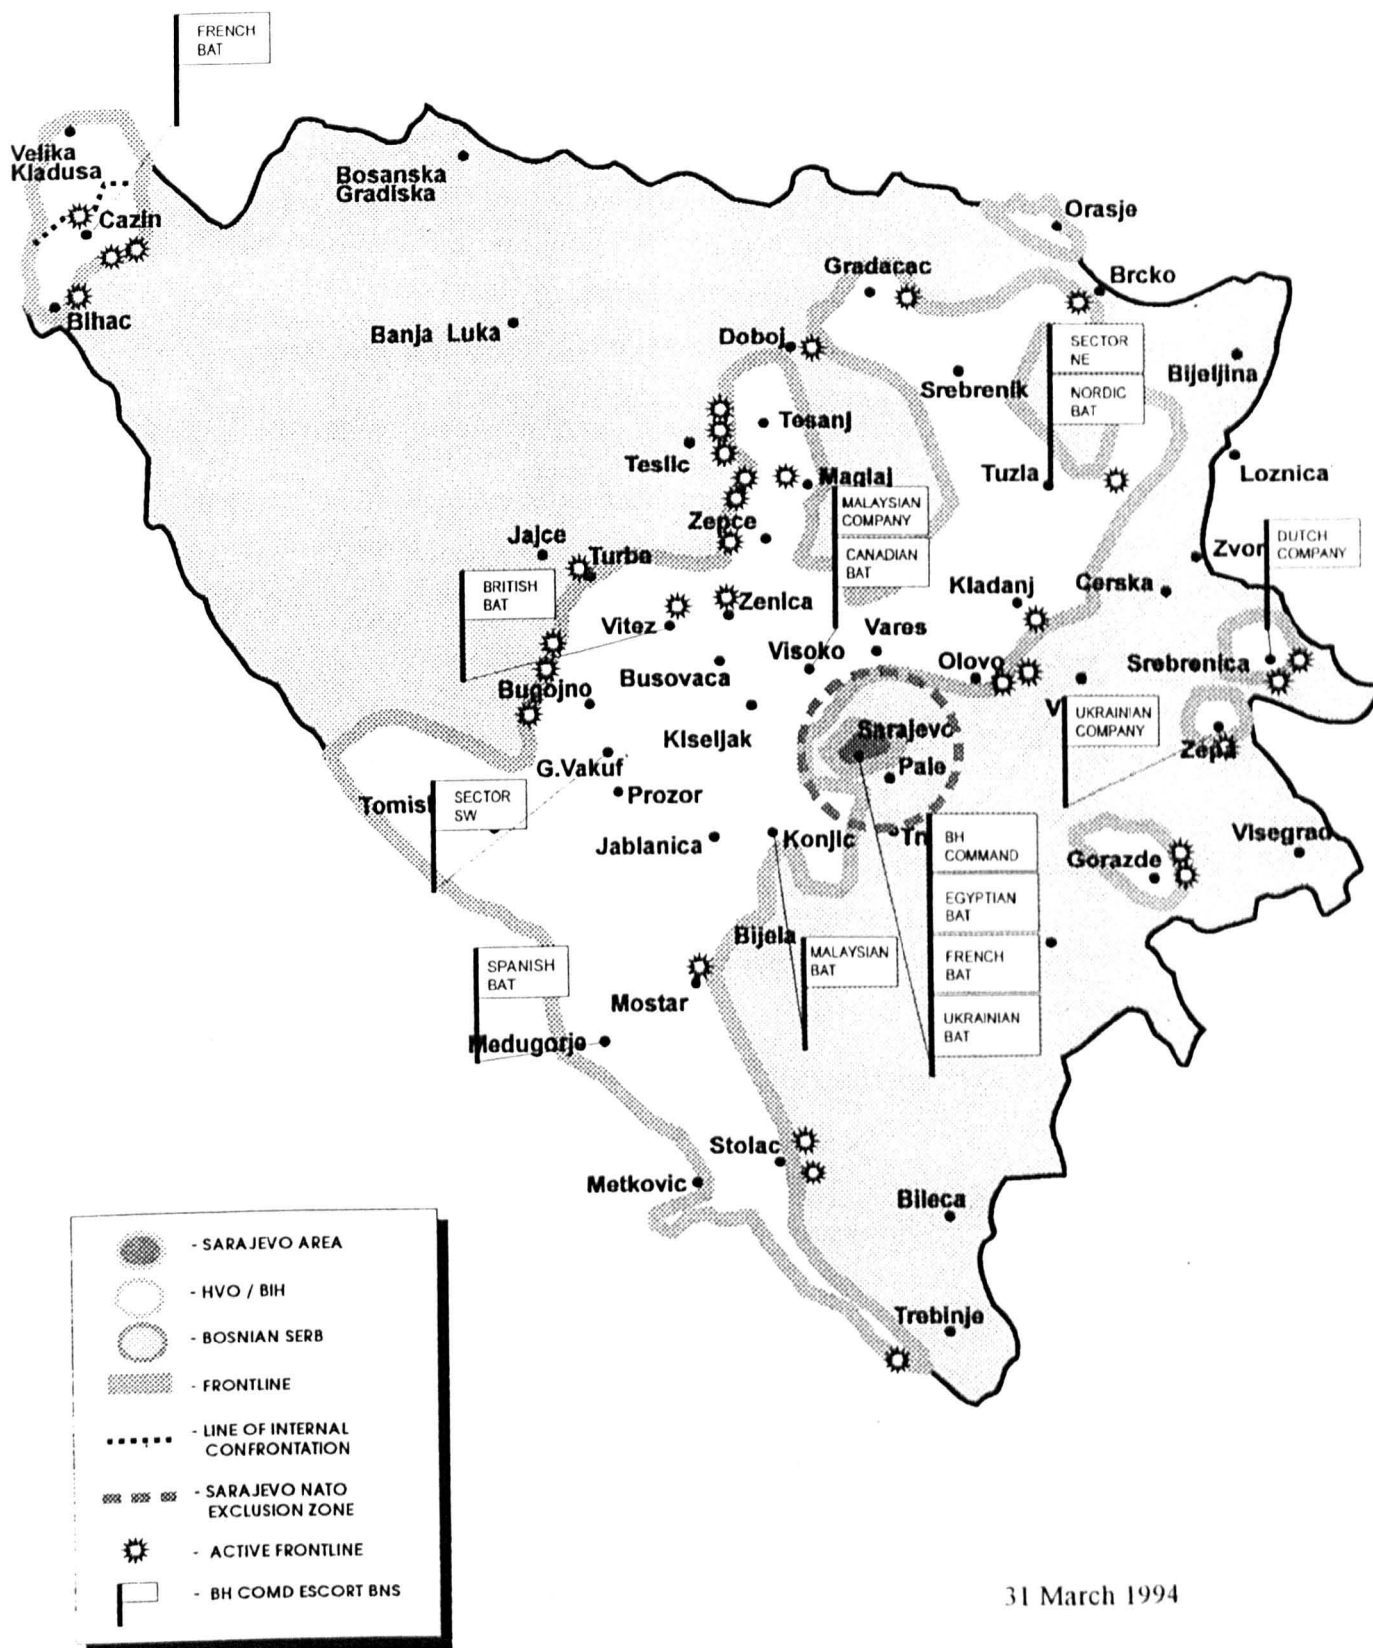 FRENCH
BAT
Velika
Kladusa
Bosanska
Gradiska
Cazin
Orasje
Gradacac
Brcko
Bihac
Banja Luka
Doboj
SECTOR
NE
Bijeljina
Srebrenik
NORDIC
BAT
Tesanj
Teslic
Loznica
Maglaj
Tuzla
MALAYSIAN
COMPANY
Zepce
Jajce
DUTCH
COMPANY
Zvor
CANADIAN
BAT
Turbe
BRITISH
BAT
Kladanj
Cerska
Zenica
Vitez
Vares
Visoko
Olovo
Srebrenica
Busovaca
Bugojno
V
UKRAINIAN
COMPANY
Sarajevo
Kiseljak
Zepa
G.Vakuf
Pale
Prozor
Tomisl
SECTOR
SW
Jablanica
Konjic
Tn
BH
COMMAND
Visegrad
Gorazde
EGYPTIAN
BAT
Bijela
MALAYSIAN
BAT
FRENCH
BAT
SPANISH
BAT
Mostar
UKRAINIAN
BAT
Medugorje
Stolac
Metkovic
Bileca
Trebinje
- SARAJEVO AREA
- HVO / BIH
- BOSNIAN SERB
- FRONTLINE
- LINE OF INTERNAL
CONFRONTATION
- SARAJEVO NATO
EXCLUSION ZONE
- ACTIVE FRONTLINE
- BH COMD ESCORT BNS
31 March 1994